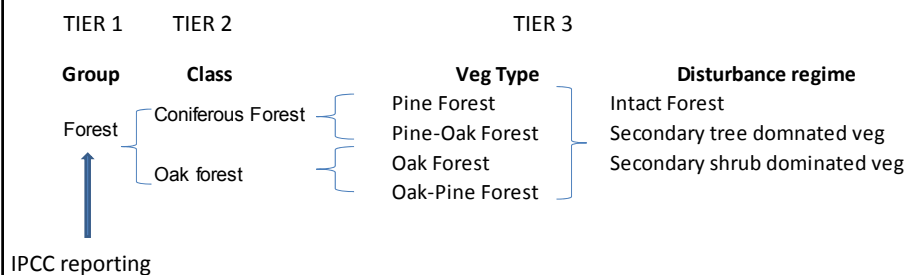 TIER 1 TIER 2 TIER 3
Group Class Veg Type Disturbance regime
Forest
Coniferous Forest
Oak forest
Pine Forest
Pine-Oak Forest
Oak Forest
Oak-Pine Forest
Intact Forest
Secondary tree domnated veg
Secondary shrub dominated veg
IPCC reporting